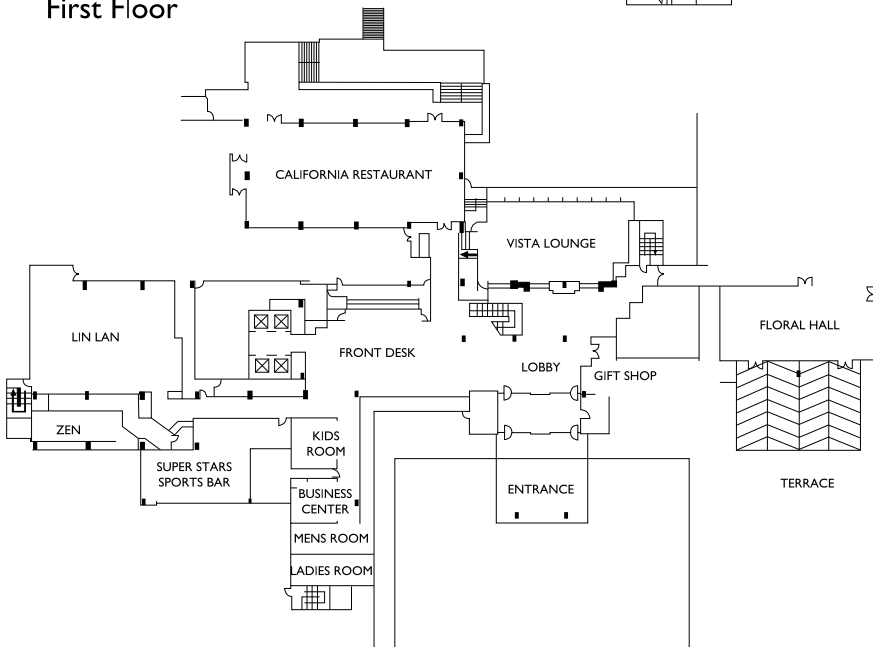 First Floor
CALIFORNIA RESTAURANT
VISTA LOUNGE
LIN LAN
FRONT DESK
LOBBY
FLORAL HALL
GIFT SHOP
ZEN
KIDS
ROOM
SUPER STARS
SPORTS BAR
BUSINESS
CENTER
ENTRANCE
TERRACE
MENS ROOM
LADIES ROOM